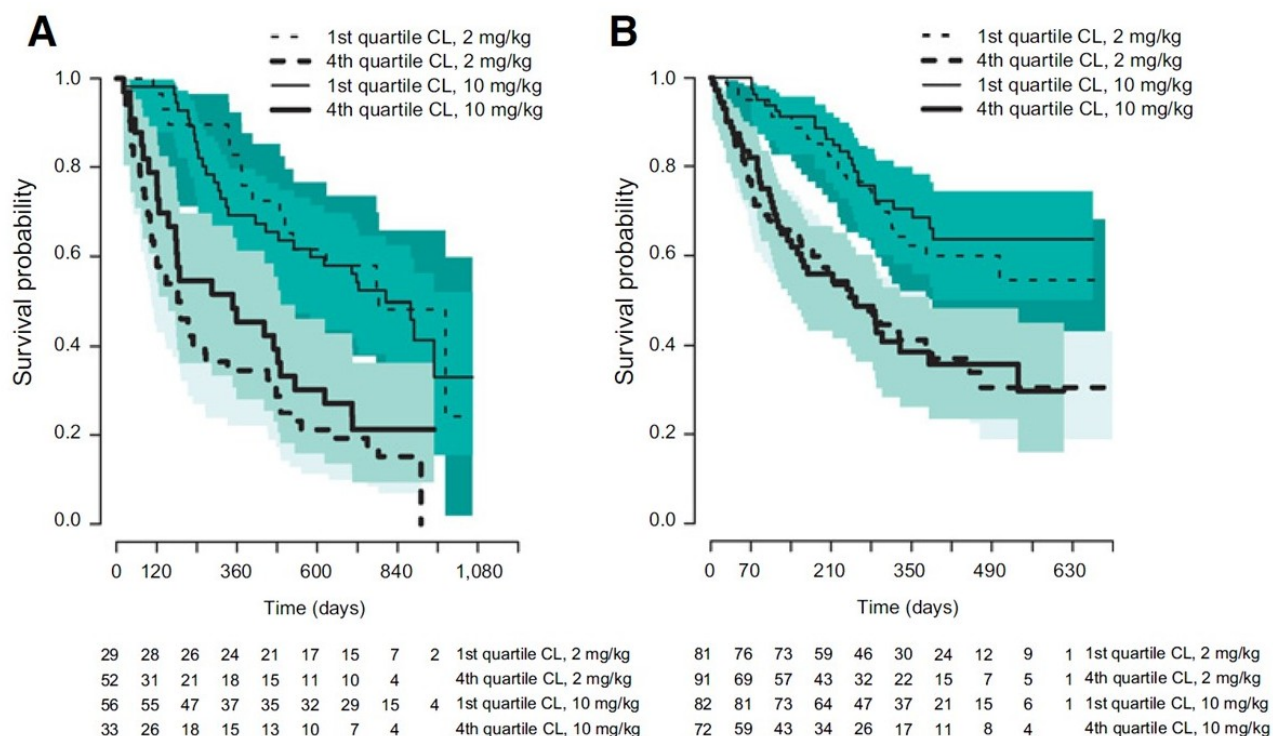 A
1st quartile CL, 2 mg/kg
4th quartile CL, 2 mg/kg
1st quartile CL, 10 mg/kg
4th quartile CL, 10 mg/kg
Survival probability
1.0
0.8
0.6
0.4
0.2
0.0
0 120 360 600 840 1,080
Time (days)
29 28 26 24 21 17 15 7 2 1st quartile CL, 2 mg/kg
52 31 21 18 15 11 10 4 4th quartile CL, 2 mg/kg
56 55 47 37 35 32 29 15 4 1st quartile CL, 10 mg/kg
33 26 18 15 13 10 7 4 4th quartile CL, 10 mg/kg
B
1st quartile CL, 2 mg/kg
4th quartile CL, 2 mg/kg
1st quartile CL, 10 mg/kg
4th quartile CL, 10 mg/kg
Survival probability
1.0
0.8
0.6
0.4
0.2
0.0
0 70 210 350 490 630
Time (days)
81 76 73 59 46 30 24 12 9 1 1st quartile CL, 2 mg/kg
91 69 57 43 32 22 15 7 5 1 4th quartile CL, 2 mg/kg
82 81 73 64 47 37 21 15 6 1 1st quartile CL, 10 mg/kg
72 59 43 34 26 17 11 8 4 4th quartile CL, 10 mg/kg